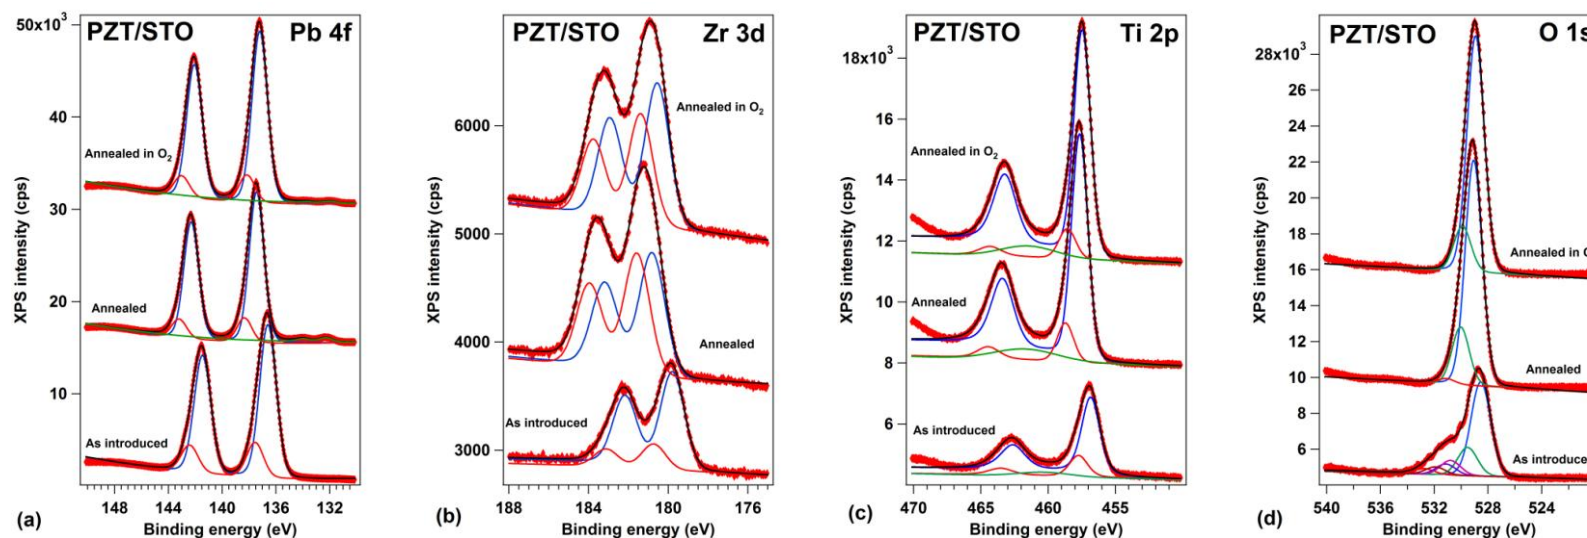 PZT/STO Pb 4f
50x10³
40
30
20
10
XPS intensity (cps)
Annealed in O₂
Annealed
As introduced
148 144 140 136 132
Binding energy (eV)
(a)
PZT/STO Zr 3d
6000
5000
4000
3000
XPS intensity (cps)
Annealed in O₂
Annealed
As introduced
188 184 180 176
Binding energy (eV)
(b)
PZT/STO Ti 2p
18x10³
16
14
12
10
8
6
XPS intensity (cps)
Annealed in O₂
Annealed
As introduced
470 465 460 455
Binding energy (eV)
(c)
PZT/STO O 1s
28x10³
26
24
22
20
18
16
14
12
10
8
6
XPS intensity (cps)
Annealed in O
Annealed
As introduce
540 536 532 528 524
Binding energy (eV)
(d)